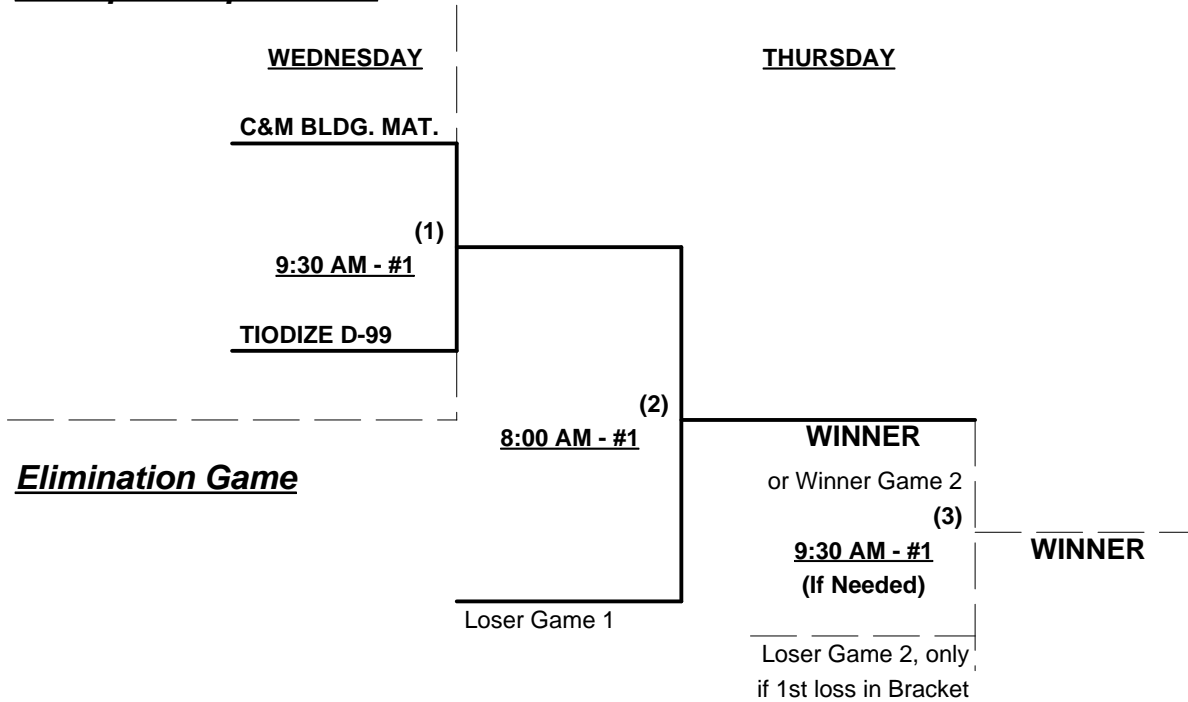 WEDNESDAY
THURSDAY
C&M BLDG. MAT.
(1)
9:30 AM - #1
TIODIZE D-99
(2)
8:00 AM - #1
WINNER
Elimination Game
or Winner Game 2
(3)
9:30 AM - #1
WINNER
(If Needed)
Loser Game 1
Loser Game 2, only
if 1st loss in Bracket